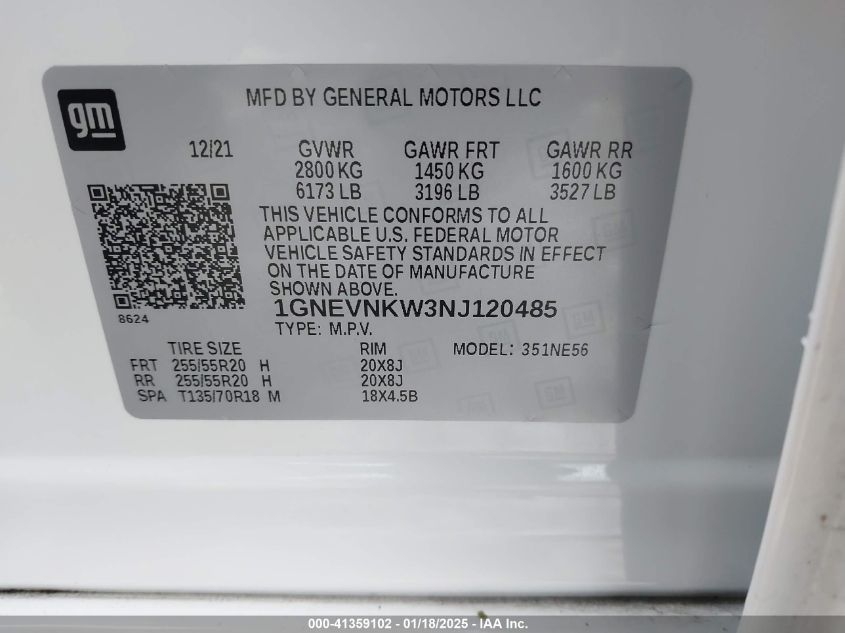 gm
MFD BY GENERAL MOTORS LLC
12/21 GVWR GAWR FRT GAWR RR
2800 KG 1450 KG 1600 KG
6173 LB 3196 LB 3527 LB
THIS VEHICLE CONFORMS TO ALL
APPLICABLE U.S. FEDERAL MOTOR
VEHICLE SAFETY STANDARDS IN EFFECT
ON THE DATE OF MANUFACTURE
SHOWN ABOVE.
8624
1GNEVNKW3NJ120485
TYPE: M.P.V.
TIRE SIZE RIM MODEL: 351NE56
FRT 255/55R20 H 20X8J
RR 255/55R20 H 20X8J
SPA T135/70R18 M 18X4.5B
000-41359102 - 01/18/2025 - IAA Inc.